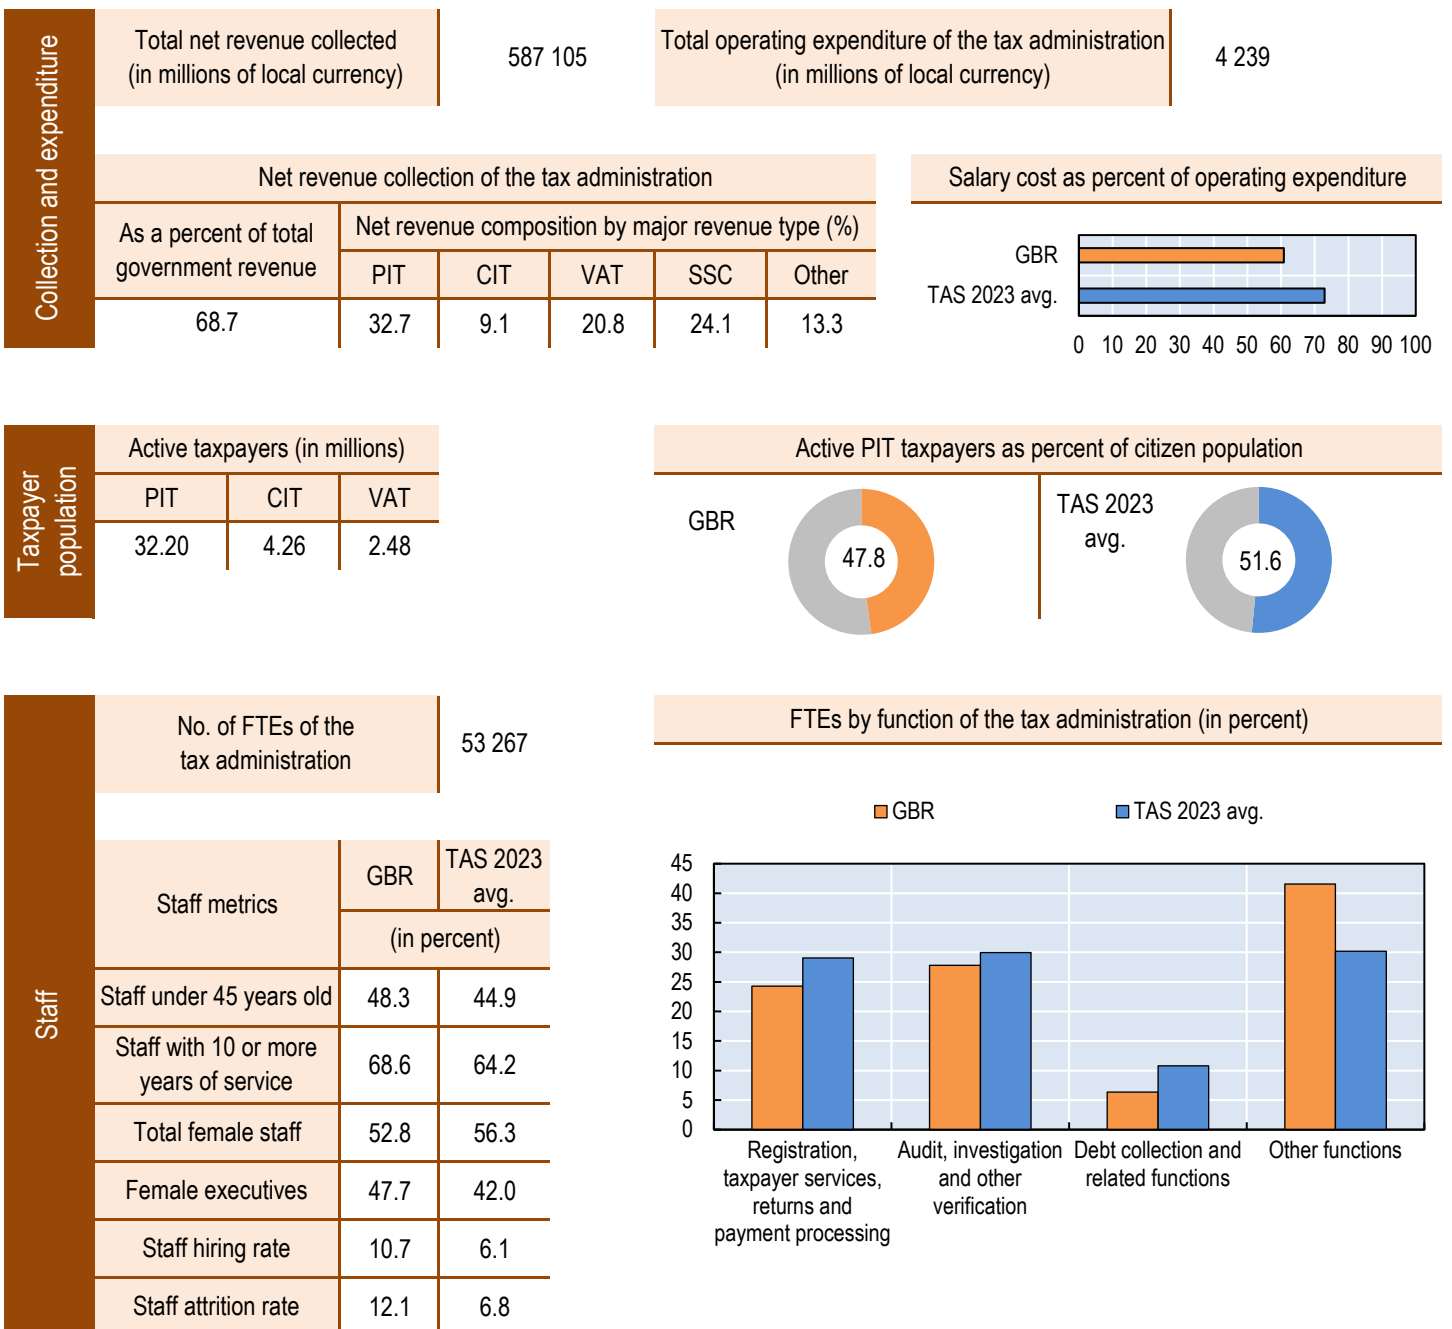 Collection and expenditure
Total net revenue collected
(in millions of local currency)
587 105
Total operating expenditure of the tax administration
(in millions of local currency)
4 239
Net revenue collection of the tax administration
As a percent of total
government revenue
Net revenue composition by major revenue type (%)
PIT CIT VAT SSC Other
68.7 32.7 9.1 20.8 24.1 13.3
Salary cost as percent of operating expenditure
GBR
TAS 2023 avg.
0 10 20 30 40 50 60 70 80 90 100
Taxpayer
population
Active taxpayers (in millions)
PIT CIT VAT
32.20 4.26 2.48
Active PIT taxpayers as percent of citizen population
GBR
47.8
TAS 2023
avg.
51.6
Staff
No. of FTEs of the
tax administration
53 267
Staff metrics
GBR
TAS 2023
avg.
(in percent)
Staff under 45 years old 48.3 44.9
Staff with 10 or more
years of service
68.6 64.2
Total female staff 52.8 56.3
Female executives 47.7 42.0
Staff hiring rate 10.7 6.1
Staff attrition rate 12.1 6.8
FTEs by function of the tax administration (in percent)
GBR TAS 2023 avg.
45
40
35
30
25
20
15
10
5
0
Registration,
taxpayer services,
returns and
payment processing
Audit, investigation
and other
verification
Debt collection and
related functions
Other functions